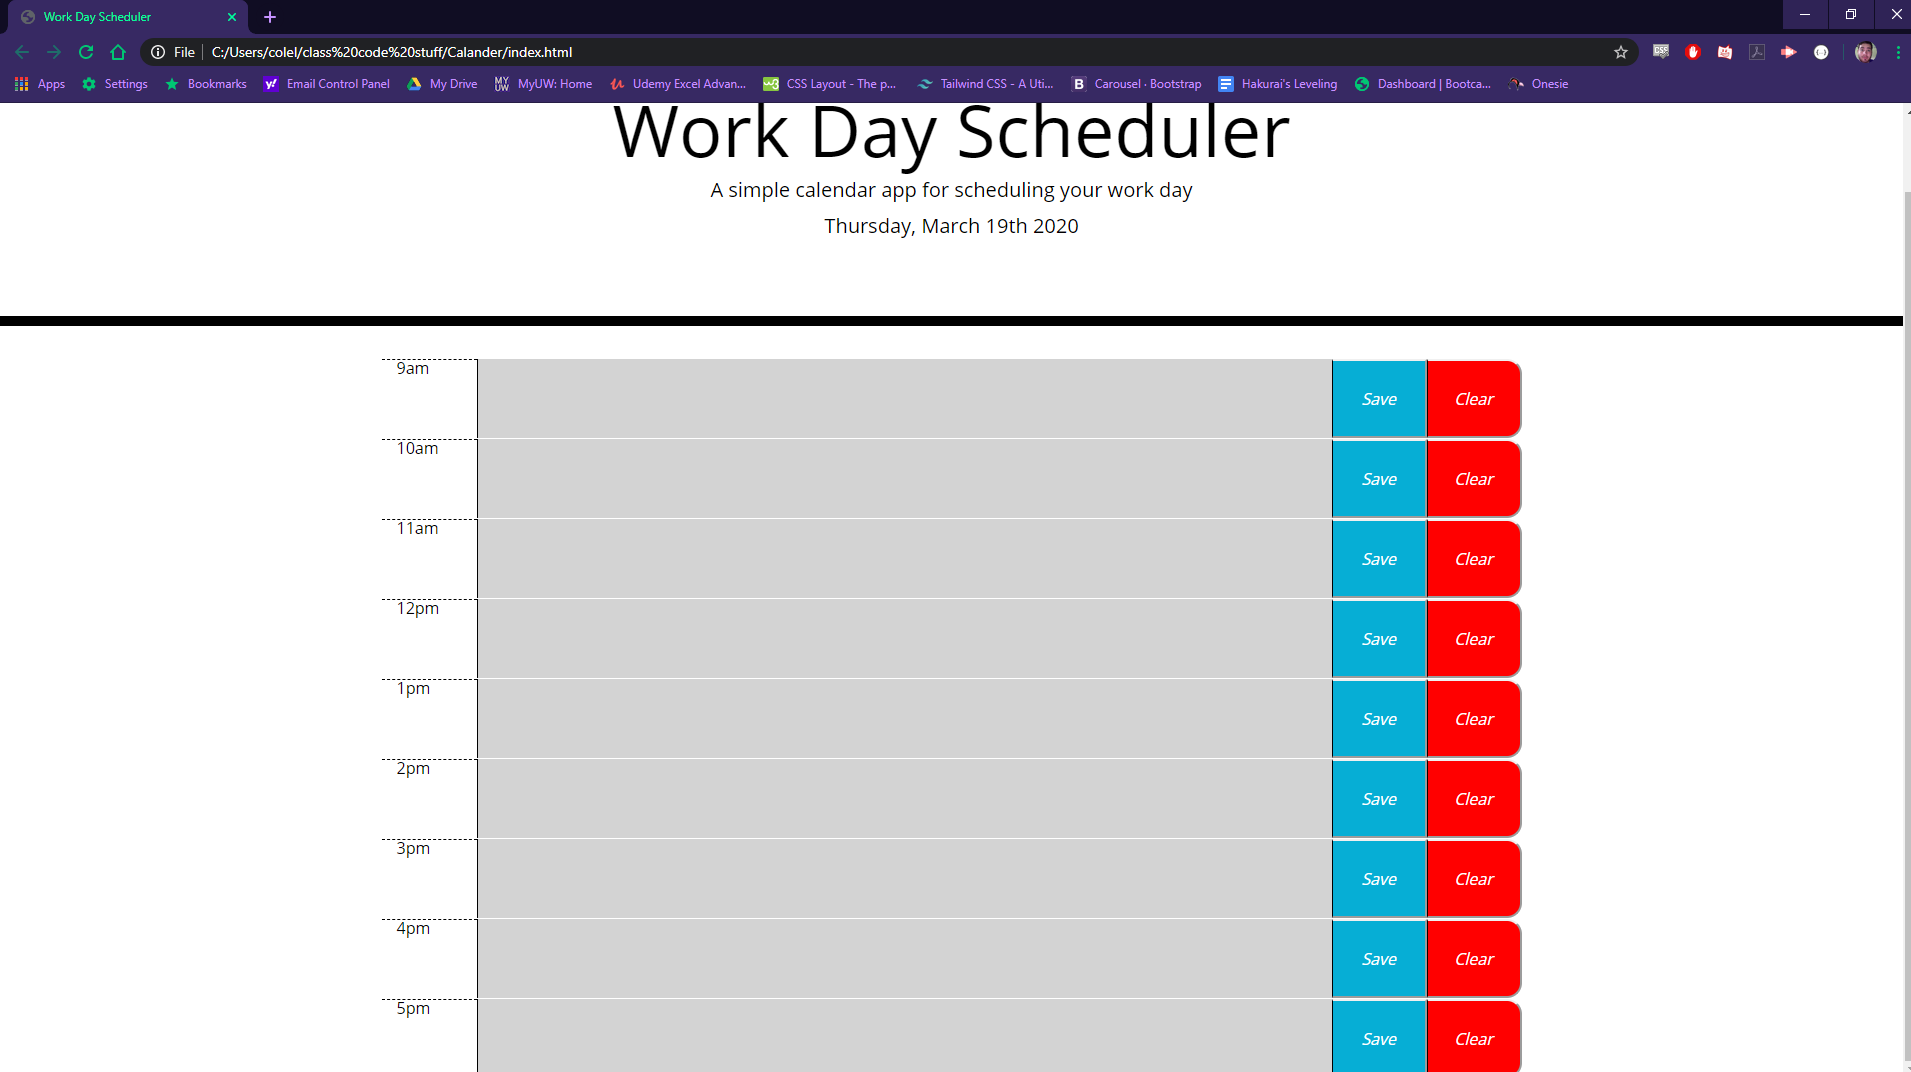 Work Day Scheduler
File C:/Users/colel/class%20code%20stuff/Calander/index.html
Apps Settings Bookmarks Email Control Panel My Drive MyUW: Home Udemy Excel Advan... CSS Layout - The p... Tailwind CSS - A Uti... Carousel · Bootstrap Hakurai's Leveling Dashboard | Bootca... Onesie
Work Day Scheduler
A simple calendar app for scheduling your work day
Thursday, March 19th 2020
9am Save Clear
10am Save Clear
11am Save Clear
12pm Save Clear
1pm Save Clear
2pm Save Clear
3pm Save Clear
4pm Save Clear
5pm Save Clear